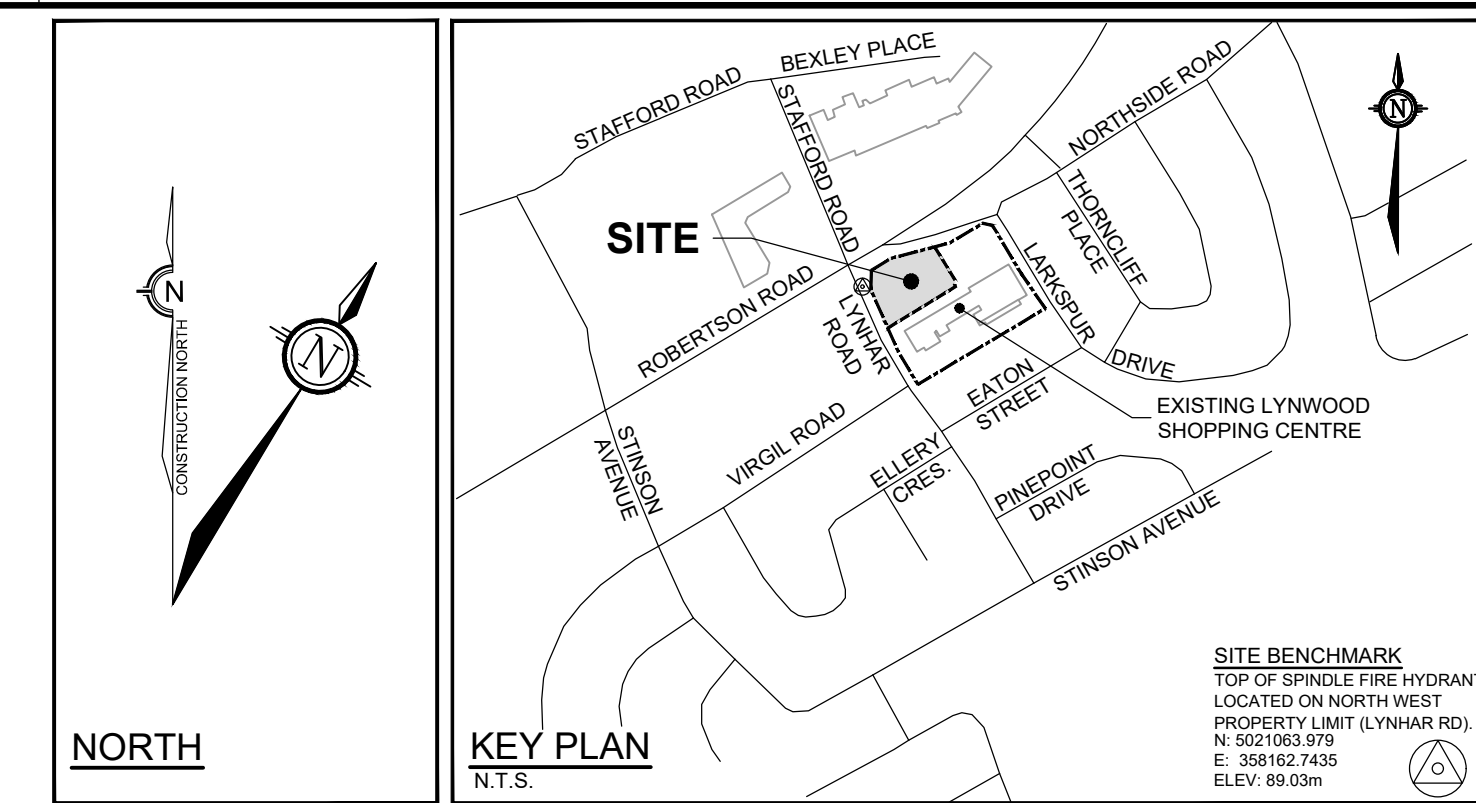 N
CONSTRUCTION NORTH
N
NORTH
BEXLEY PLACE
STAFFORD ROAD
STAFFORD ROAD
NORTHSIDE ROAD
N
THORNCLIFF
PLACE
SITE
LARKSPUR
DRIVE
ROBERTSON ROAD
LYNHAR
ROAD
EATON
STREET
EXISTING LYNWOOD
SHOPPING CENTRE
VIRGIL ROAD
STINSON
AVENUE
ELLERY
CRES.
PINEPOINT
DRIVE
STINSON AVENUE
KEY PLAN
N.T.S.
SITE BENCHMARK
TOP OF SPINDLE FIRE HYDRANT
LOCATED ON NORTH WEST
PROPERTY LIMIT (LYNHAR RD).
N: 5021063.979
E: 358162.7435
ELEV: 89.03m